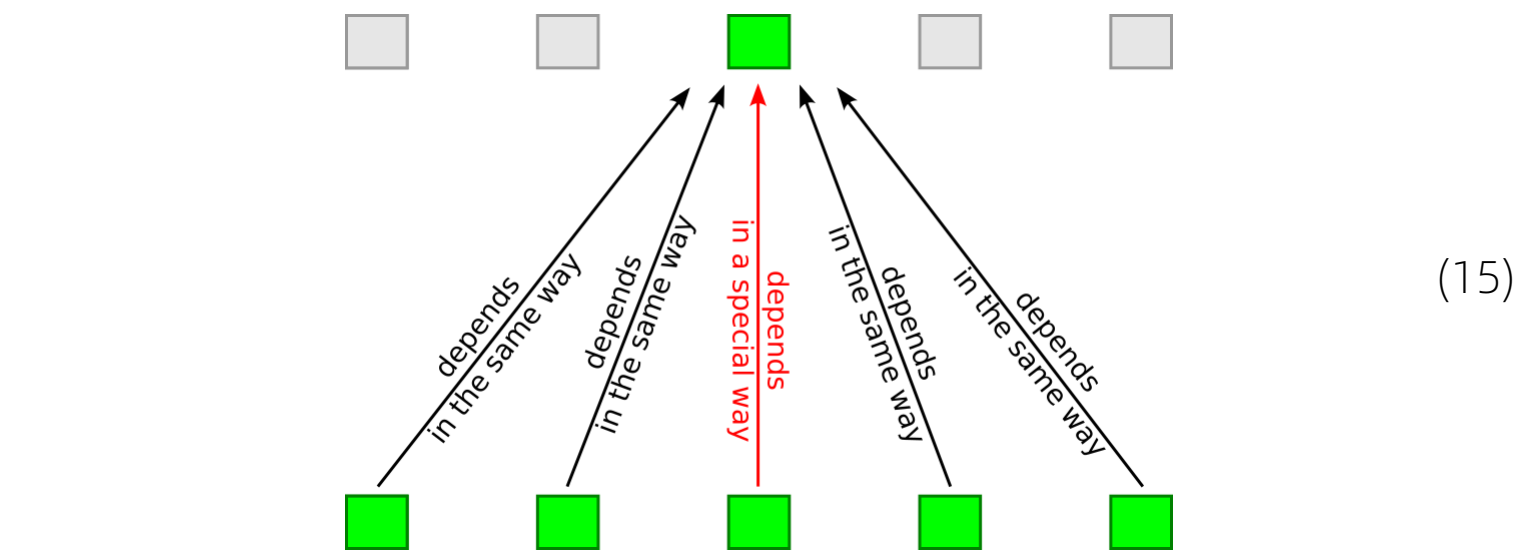 depends
in the same way
depends
in the same way
depends
in a special way
depends
in the same way
depends
in the same way
(15)